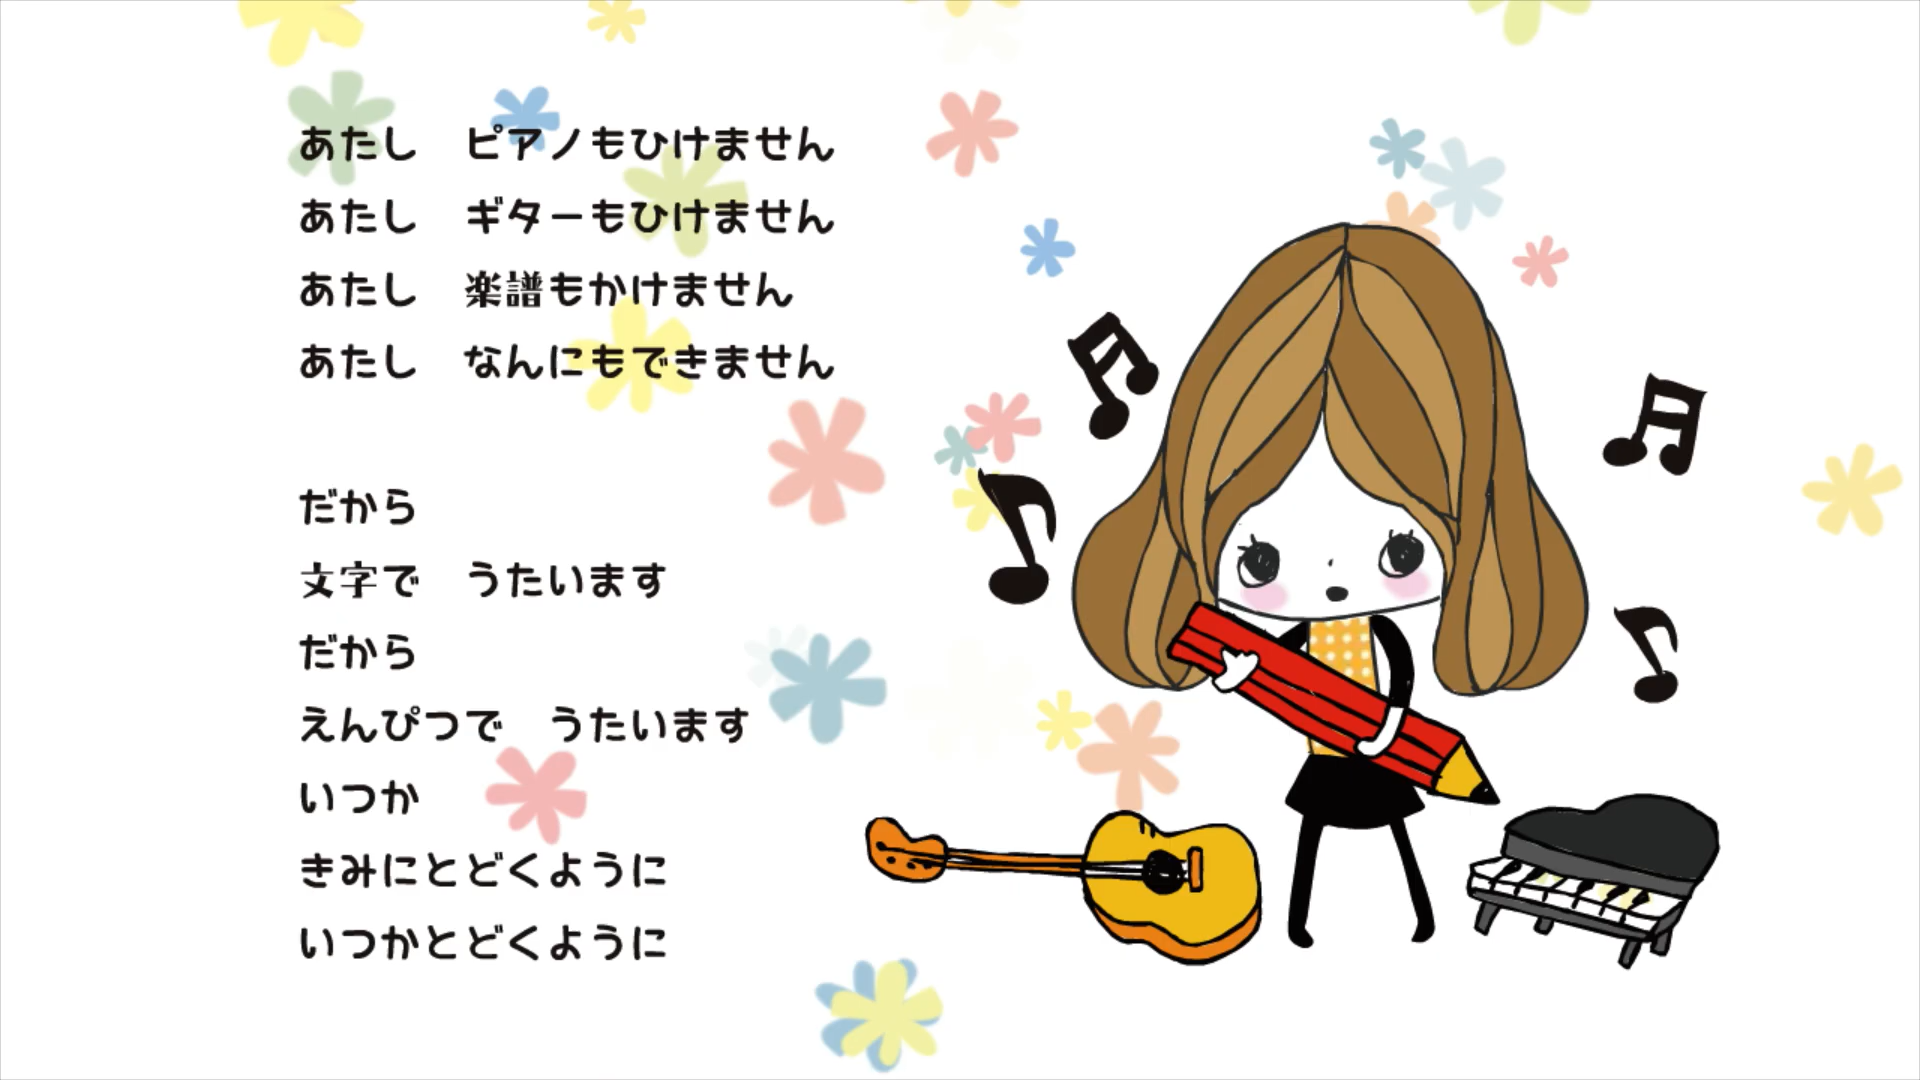 あたし　ピアノもひけません
あたし　ギターもひけません
あたし　楽譜もかけません
あたし　なんにもできません
だから
文字で　うたいます
だから
えんぴつで　うたいます
いつか
きみにとどくように
いつかとどくように